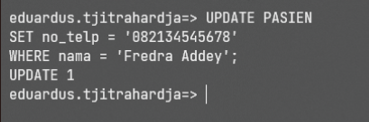 eduardus.tjitrahardja=> UPDATE PASIEN
SET no_telp = '082134545678'
WHERE nama = 'Fredra Addey';
UPDATE 1
eduardus.tjitrahardja=>